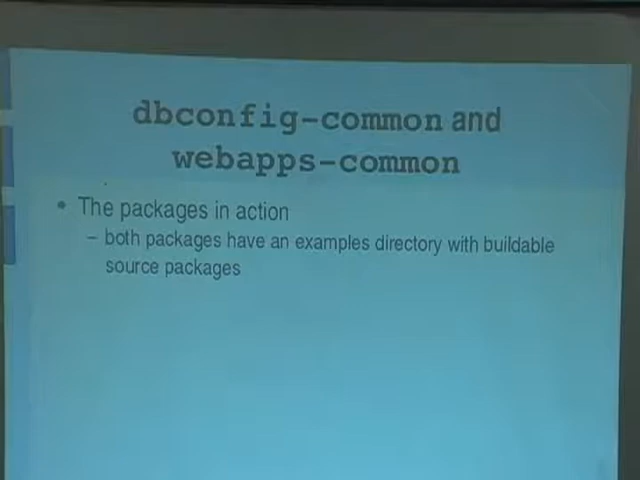 dbconfig-common and
webapps-common
• The packages in action
– both packages have an examples directory with buildable
source packages